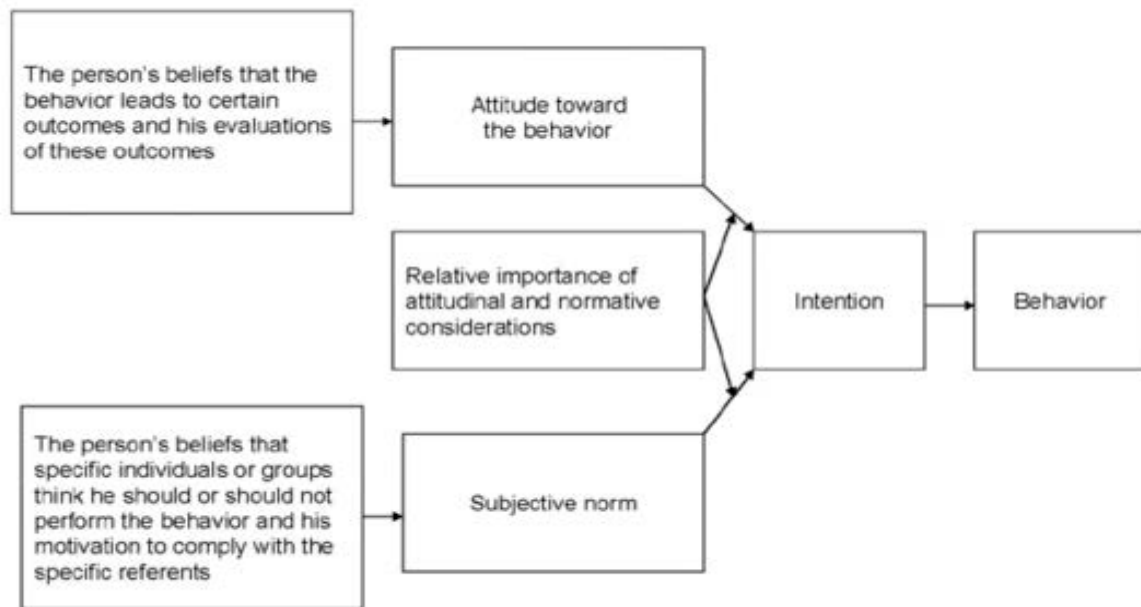 The person's beliefs that the
behavior leads to certain
outcomes and his evaluations
of these outcomes
Attitude toward
the behavior
Relative importance of
attitudinal and normative
considerations
Intention
Behavior
The person's beliefs that
specific individuals or groups
think he should or should not
perform the behavior and his
motivation to comply with the
specific referents
Subjective norm